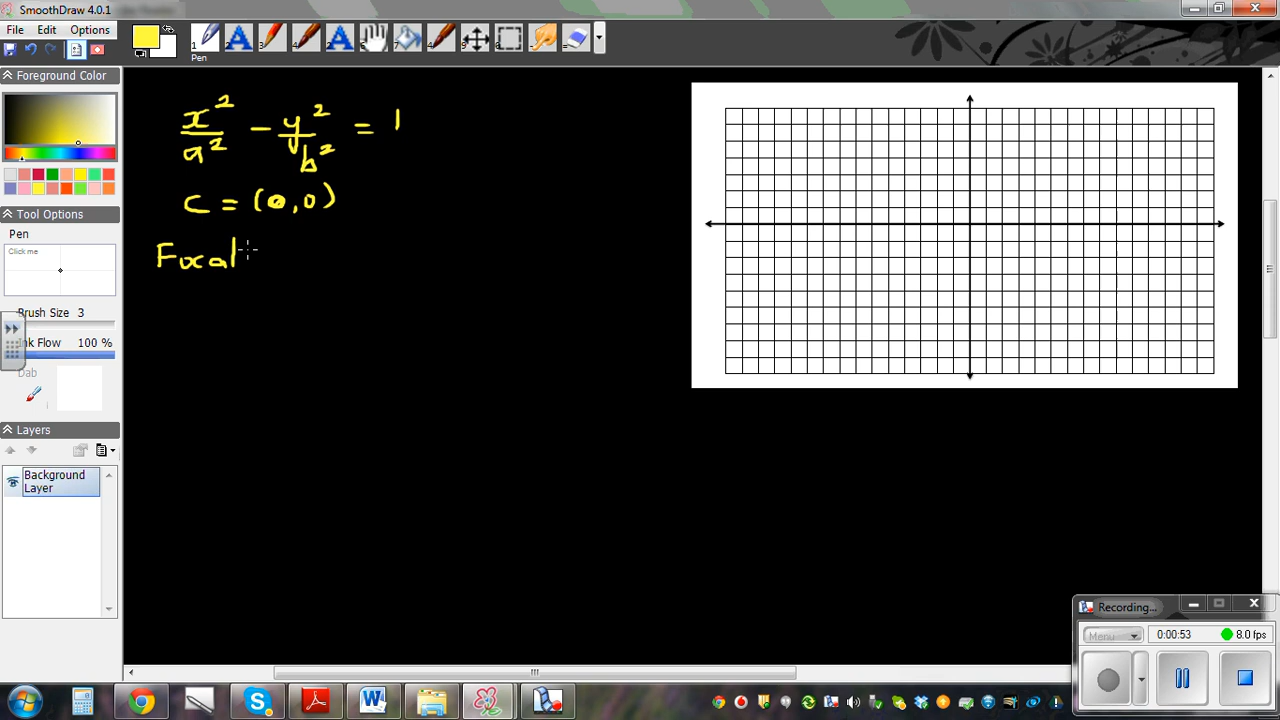 SmoothDraw 4.0.1
File Edit Options
Pen
Foreground Color
Tool Options
Pen
Click me
Brush Size 3
Ink Flow 100 %
Dab
Layers
Background Layer
x²/a² - y²/b² = 1
C = (0,0)
Focal
Recording...
Menu
0:00:53 8.0 fps